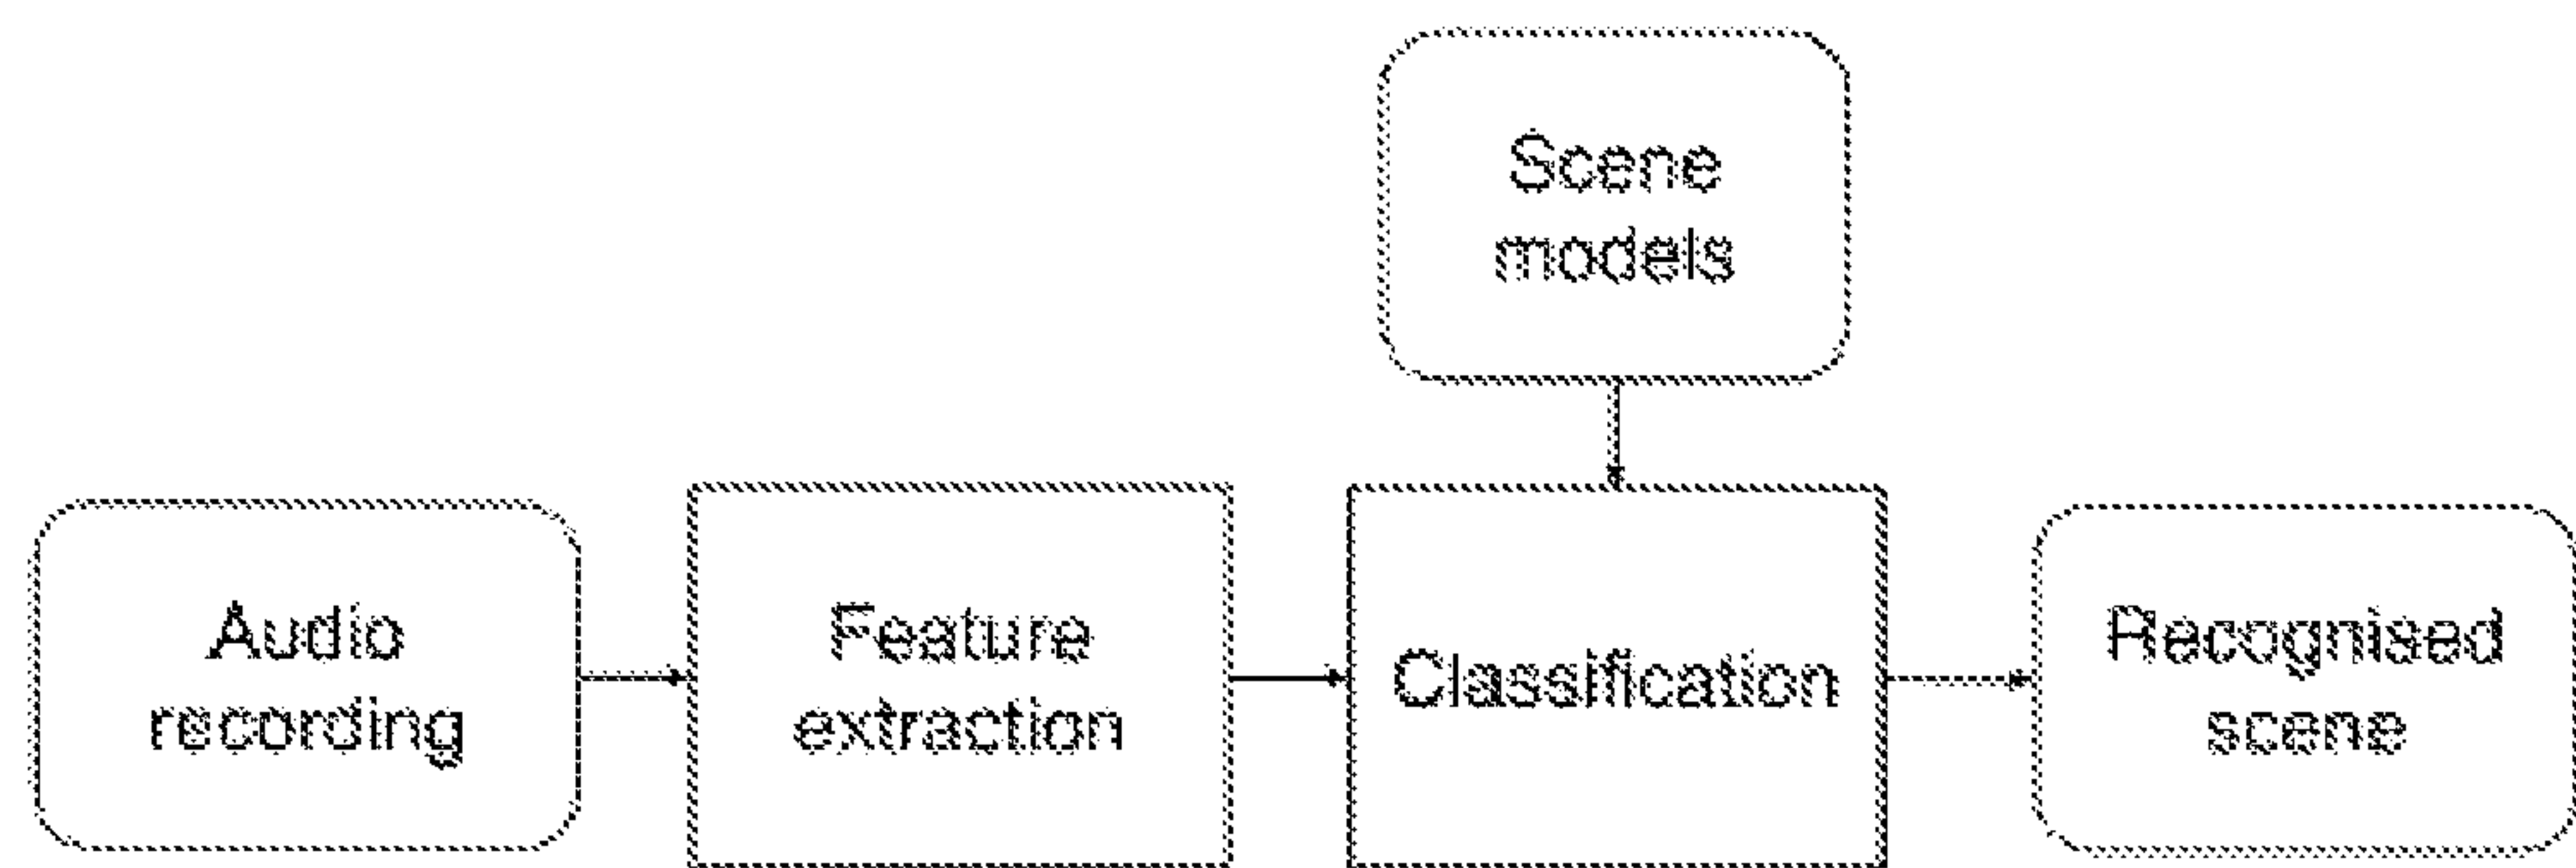 Scene
models
Audio
recording
Feature
extraction
Classification
Recognised
scene